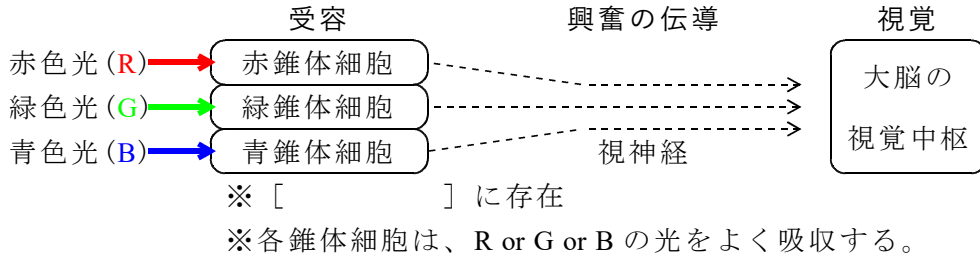 受容 興奮の伝導 視覚
赤色光(R) 赤錐体細胞
緑色光(G) 緑錐体細胞
青色光(B) 青錐体細胞
視神経
大脳の
視覚中枢
※［　　　　　］に存在
※各錐体細胞は、R or G or B の光をよく吸収する。